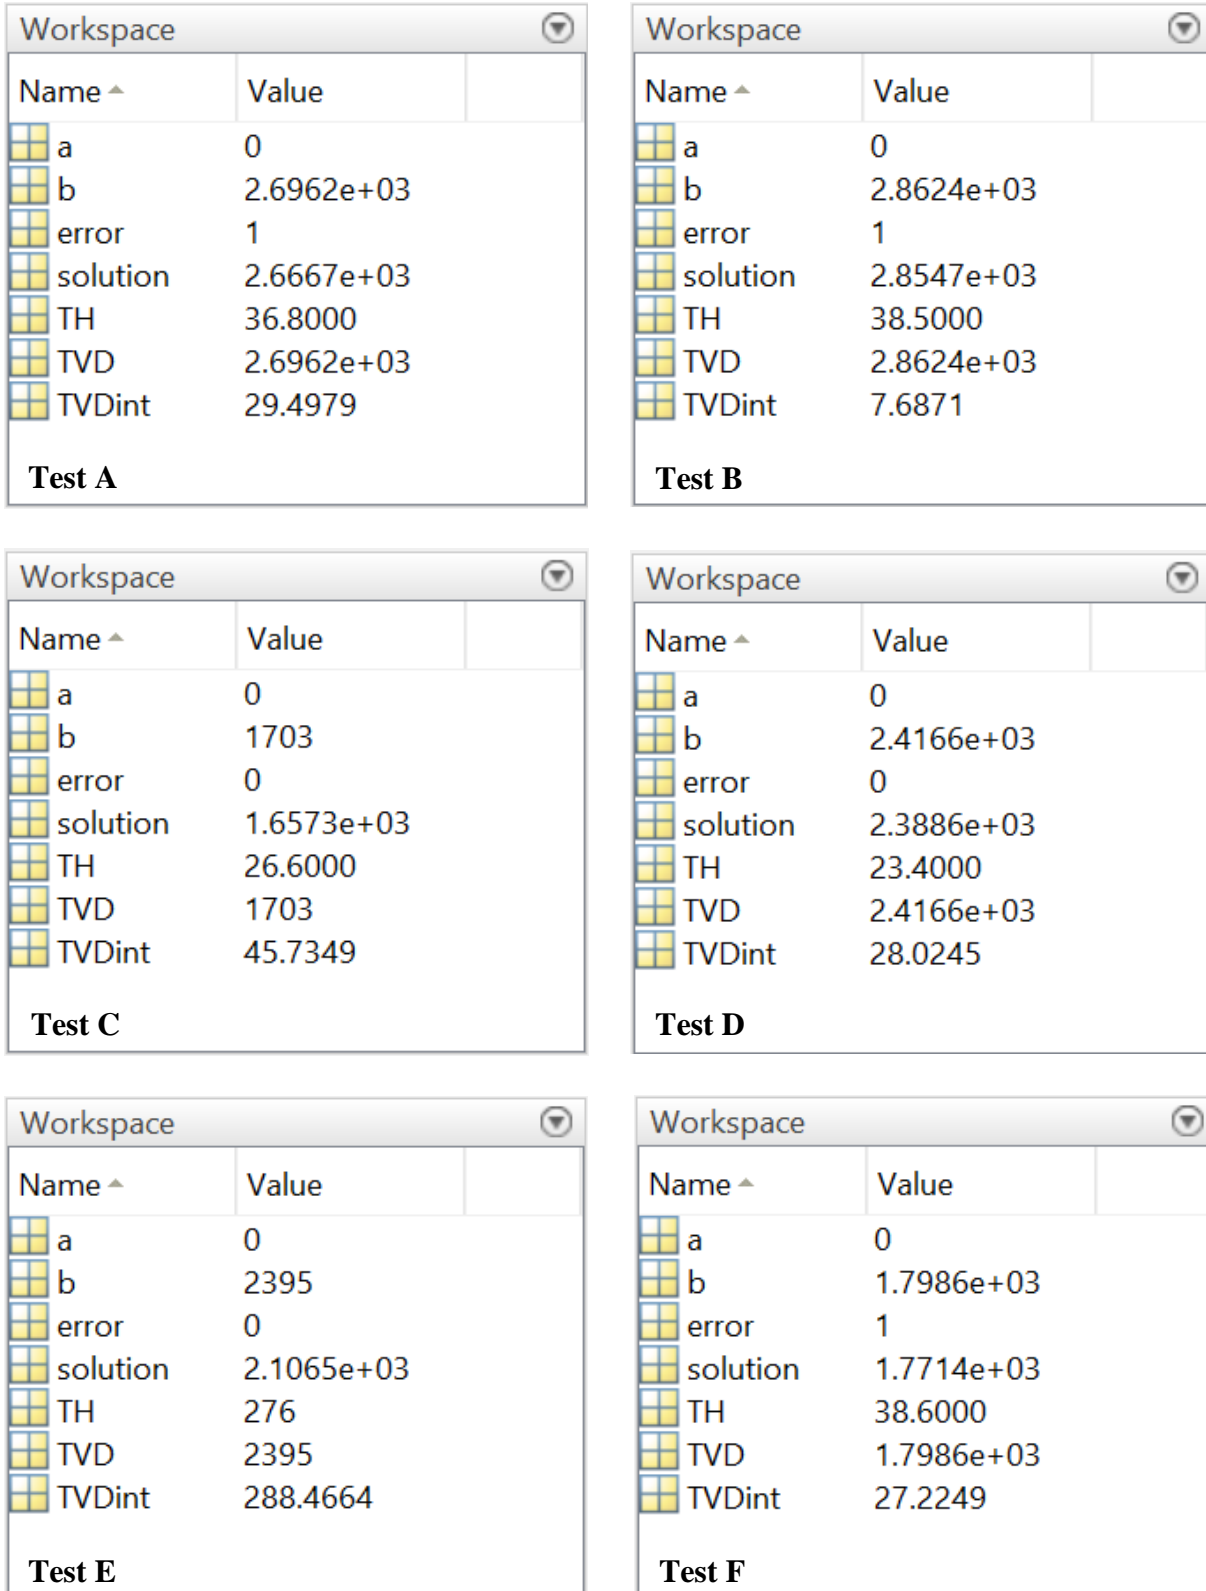 Workspace
Name Value
a 0
b 2.6962e+03
error 1
solution 2.6667e+03
TH 36.8000
TVD 2.6962e+03
TVDint 29.4979
Test A
Workspace
Name Value
a 0
b 2.8624e+03
error 1
solution 2.8547e+03
TH 38.5000
TVD 2.8624e+03
TVDint 7.6871
Test B
Workspace
Name Value
a 0
b 1703
error 0
solution 1.6573e+03
TH 26.6000
TVD 1703
TVDint 45.7349
Test C
Workspace
Name Value
a 0
b 2.4166e+03
error 0
solution 2.3886e+03
TH 23.4000
TVD 2.4166e+03
TVDint 28.0245
Test D
Workspace
Name Value
a 0
b 2395
error 0
solution 2.1065e+03
TH 276
TVD 2395
TVDint 288.4664
Test E
Workspace
Name Value
a 0
b 1.7986e+03
error 1
solution 1.7714e+03
TH 38.6000
TVD 1.7986e+03
TVDint 27.2249
Test F